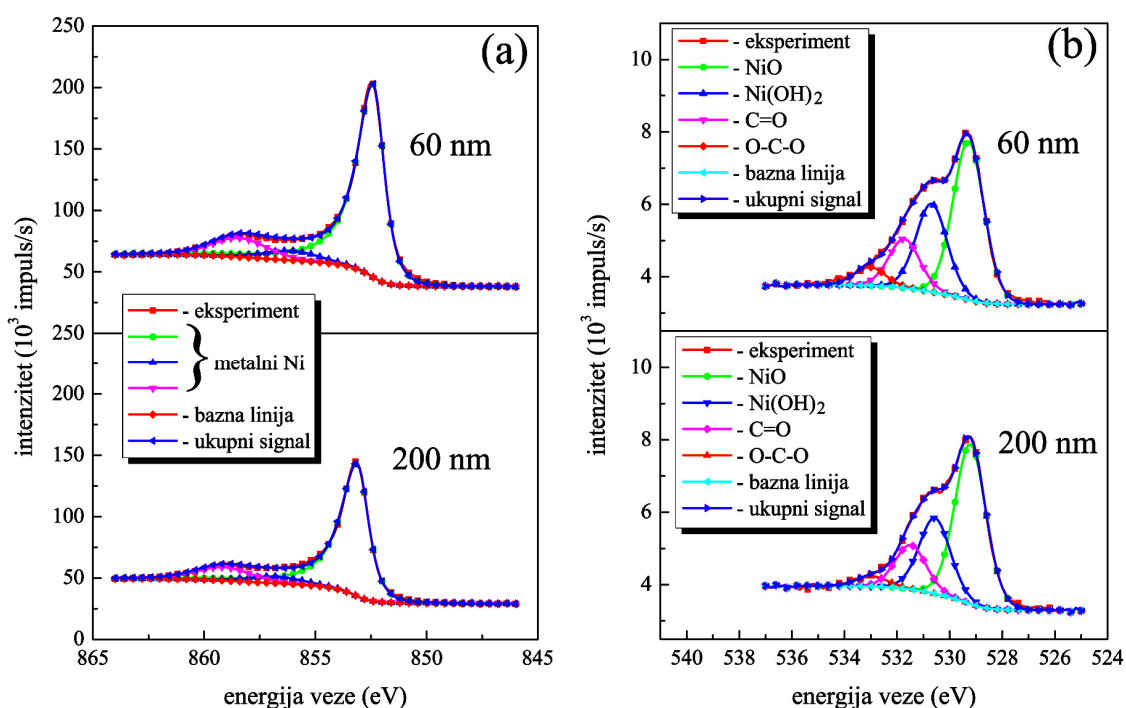 (a)
60 nm
250
200
150
100
50
0
- eksperiment
} metalni Ni
- bazna linija
- ukupni signal
200 nm
250
200
150
100
50
0
865
860
855
850
845
intenzitet (10³ impuls/s)
energija veze (eV)
(b)
- eksperiment
- NiO
- Ni(OH)₂
- C=O
- O-C-O
- bazna linija
- ukupni signal
60 nm
10
8
6
4
- eksperiment
- NiO
- Ni(OH)₂
- C=O
- O-C-O
- bazna linija
- ukupni signal
200 nm
10
8
6
4
540
538
536
534
532
530
528
526
524
intenzitet (10³ impuls/s)
energija veze (eV)